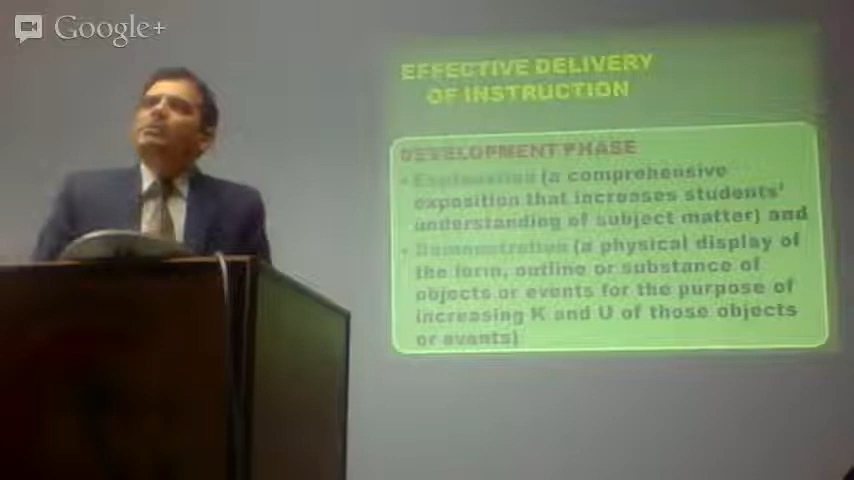 Google+
EFFECTIVE DELIVERY
OF INSTRUCTION
DEVELOPMENT PHASE
• Explanation (a comprehensive
exposition that increases students'
understanding of subject matter) and
• Demonstration (a physical display of
the form, outline or substance of
objects or events for the purpose of
increasing K and U of those objects
or events)